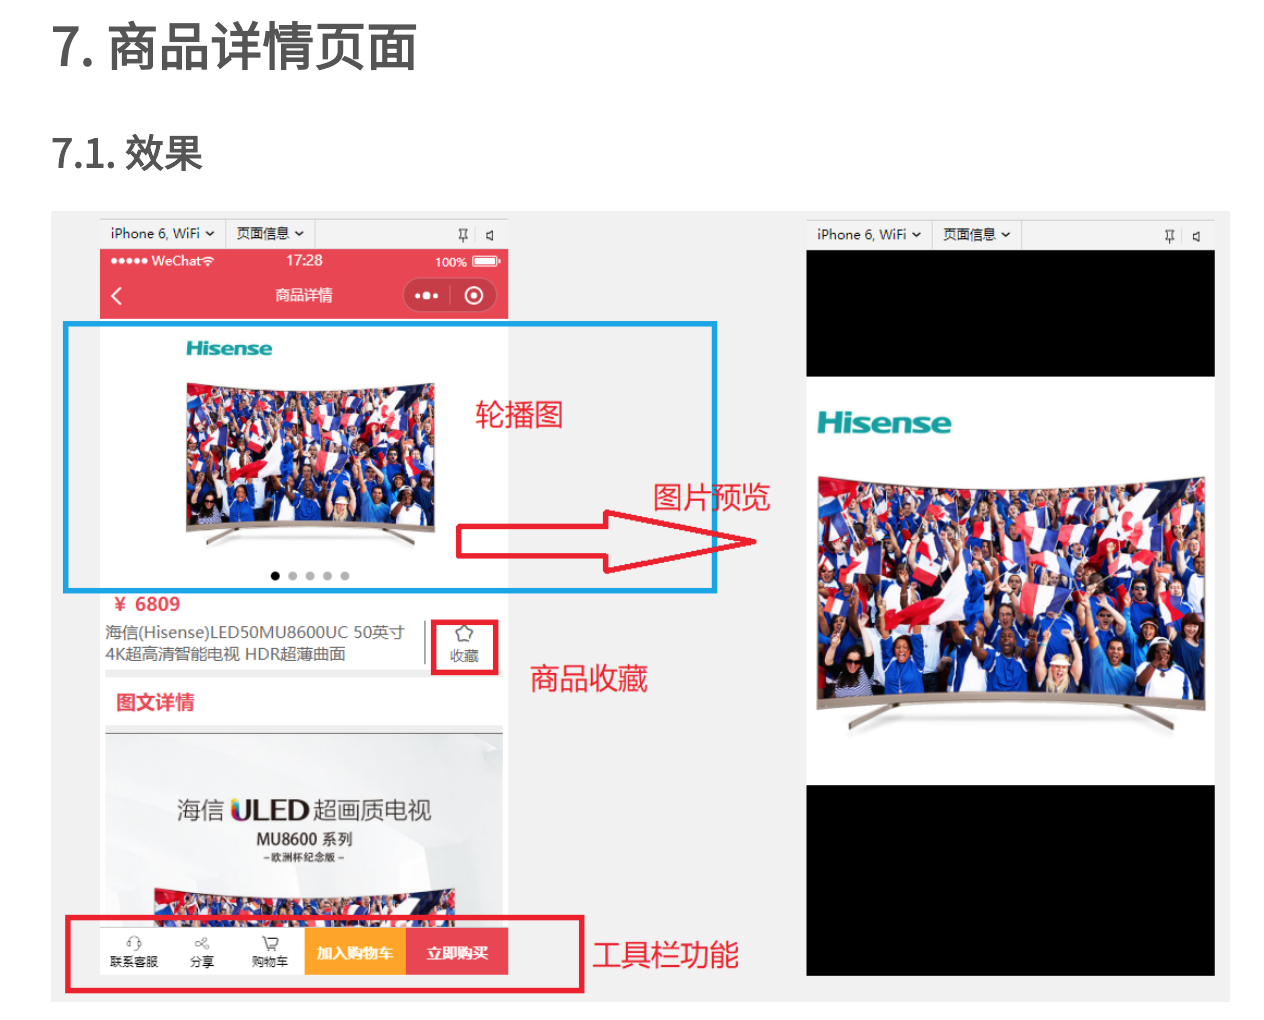 7. 商品详情页面
7.1. 效果
iPhone 6, WiFi 页面信息
WeChat 17:28 100%
商品详情
Hisense
轮播图
图片预览
¥ 6809
海信(Hisense)LED50MU8600UC 50英寸
4K超高清智能电视 HDR超薄曲面
收藏
商品收藏
图文详情
海信 ULED 超画质电视
MU8600 系列
-欧洲杯纪念版-
联系客服 分享 购物车 加入购物车 立即购买
工具栏功能
iPhone 6, WiFi 页面信息
Hisense